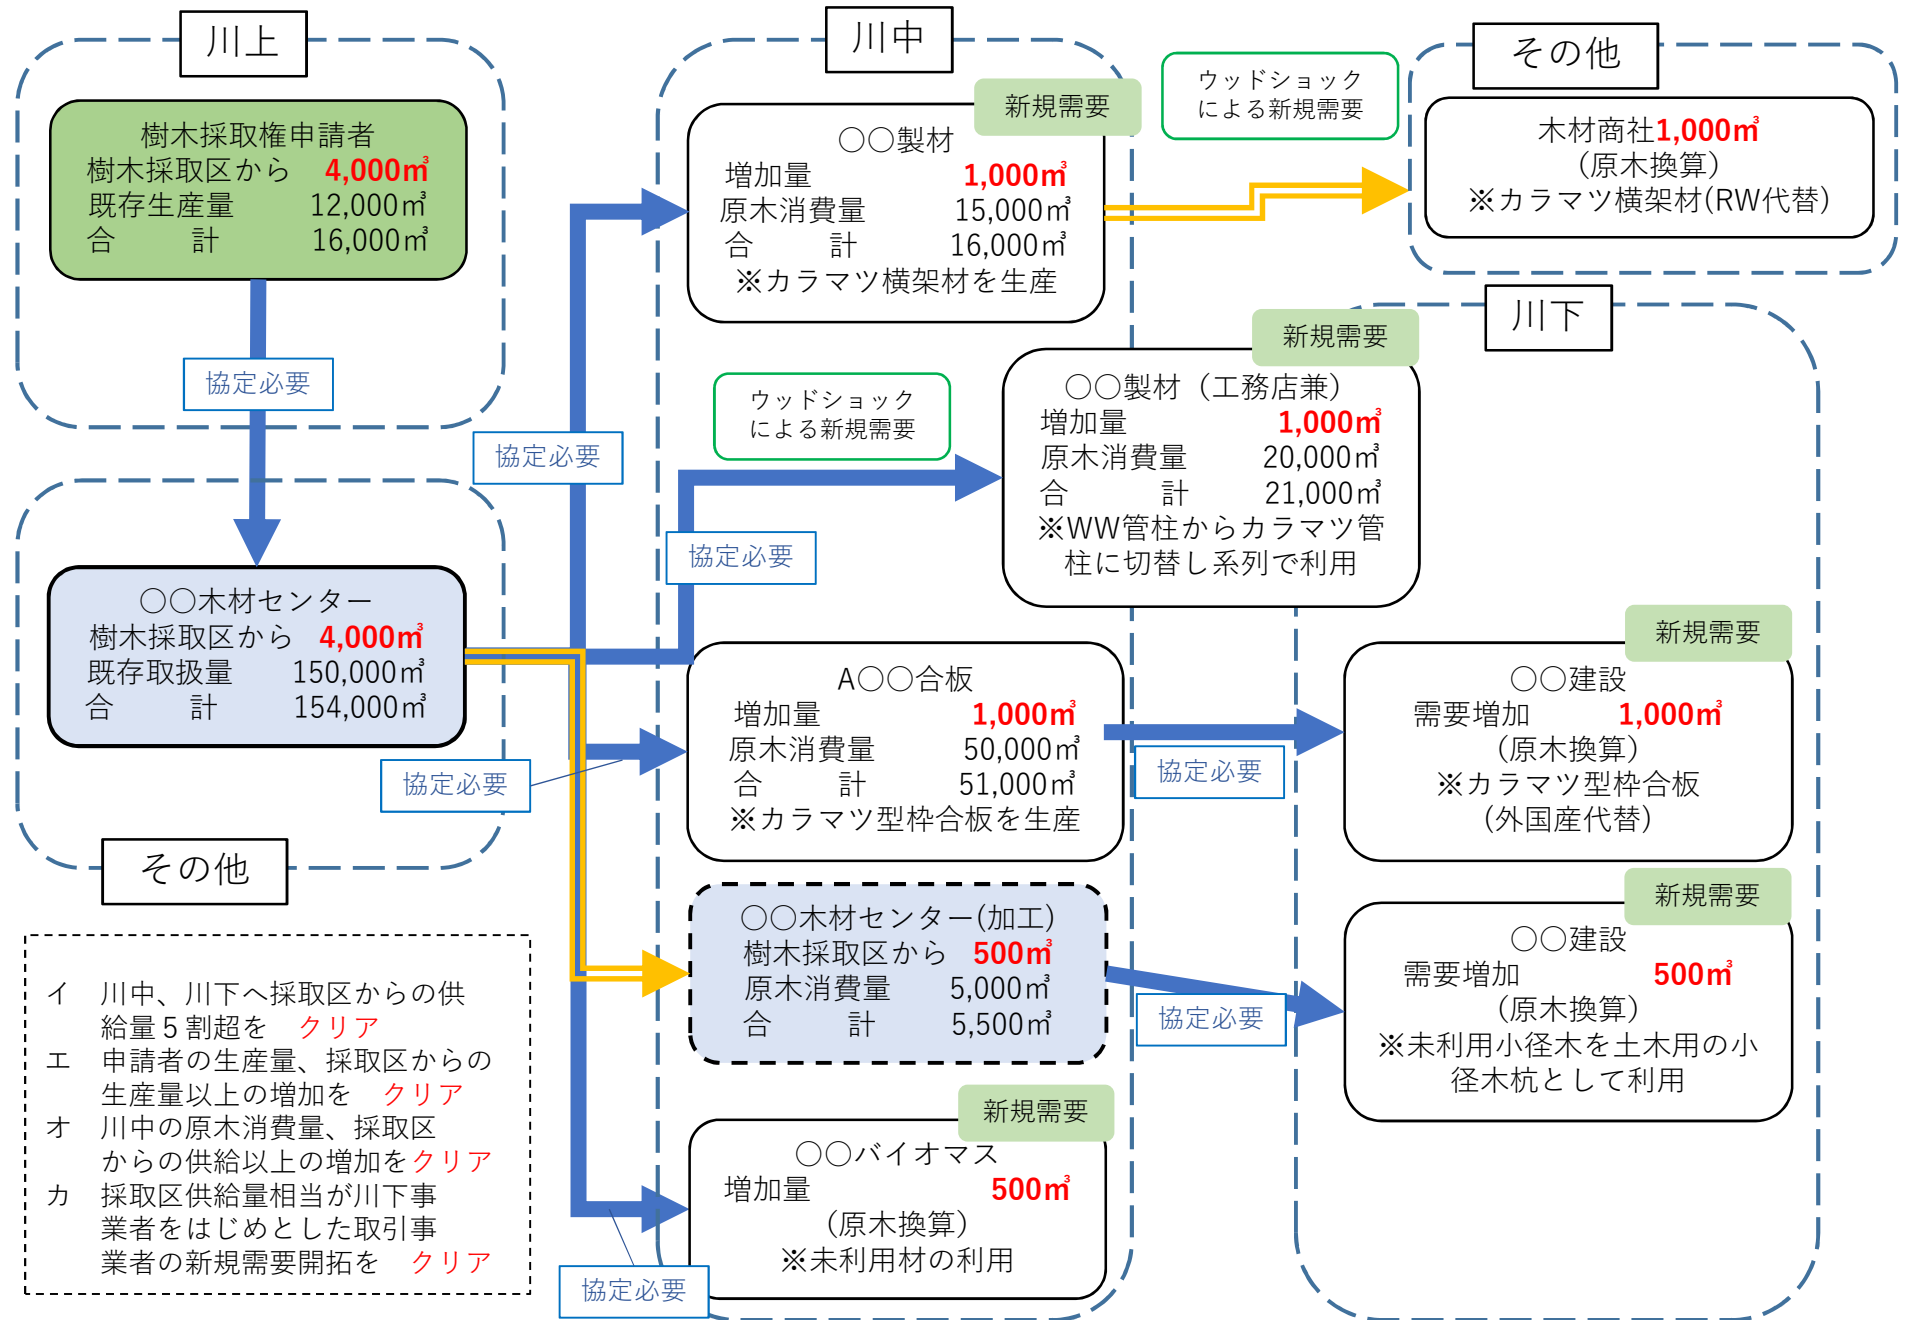 川上
樹木採取権申請者
樹木採取区から 4,000㎥
既存生産量 12,000㎥
合 計 16,000㎥
協定必要
〇〇木材センター
樹木採取区から 4,000㎥
既存取扱量 150,000㎥
合 計 154,000㎥
その他
イ 川中、川下へ採取区からの供
給量５割超を クリア
エ 申請者の生産量、採取区からの
生産量以上の増加を クリア
オ 川中の原木消費量、採取区
からの供給以上の増加をクリア
カ 採取区供給量相当が川下事
業者をはじめとした取引事
業者の新規需要開拓を クリア
川中
新規需要
〇〇製材
増加量 1,000㎥
原木消費量 15,000㎥
合 計 16,000㎥
※カラマツ横架材を生産
協定必要
ウッドショック
による新規需要
協定必要
新規需要
〇〇製材（工務店兼）
増加量 1,000㎥
原木消費量 20,000㎥
合 計 21,000㎥
※WW管柱からカラマツ管
柱に切替し系列で利用
協定必要
A〇〇合板
増加量 1,000㎥
原木消費量 50,000㎥
合 計 51,000㎥
※カラマツ型枠合板を生産
〇〇木材センター(加工)
樹木採取区から 500㎥
原木消費量 5,000㎥
合 計 5,500㎥
新規需要
〇〇バイオマス
増加量 500㎥
（原木換算）
※未利用材の利用
協定必要
ウッドショック
による新規需要
その他
木材商社1,000㎥
(原木換算)
※カラマツ横架材(RW代替)
川下
協定必要
新規需要
〇〇建設
需要増加 1,000㎥
（原木換算）
※カラマツ型枠合板
(外国産代替)
協定必要
新規需要
〇〇建設
需要増加 500㎥
（原木換算）
※未利用小径木を土木用の小
径木杭として利用